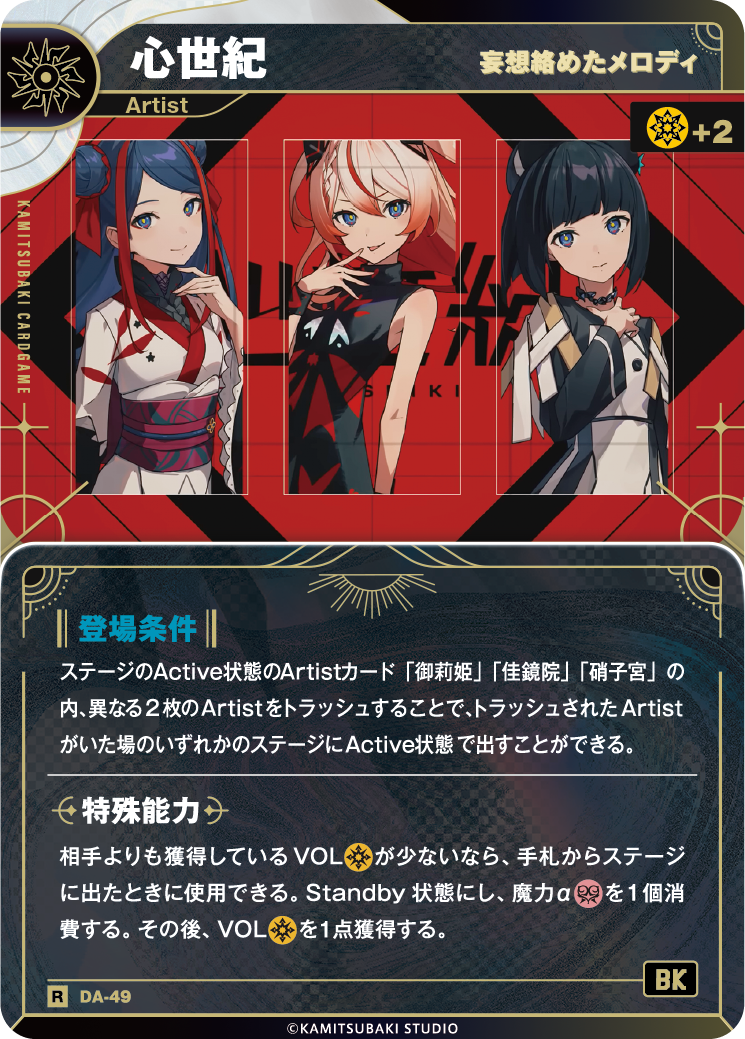 心世紀
妄想絡めたメロディ
Artist
+2
KAMITSUBAKI CARDGAME
SEIKI
登場条件
ステージのActive状態のArtistカード「御莉姫」「佳鏡院」「硝子宮」の
内、異なる2枚のArtistをトラッシュすることで、トラッシュされたArtist
がいた場のいずれかのステージにActive状態で出すことができる。
特殊能力
相手よりも獲得しているVOLが少ないなら、手札からステージ
に出たときに使用できる。Standby状態にし、魔力αを1個消
費する。その後、VOLを1点獲得する。
BK
R DA-49
©KAMITSUBAKI STUDIO